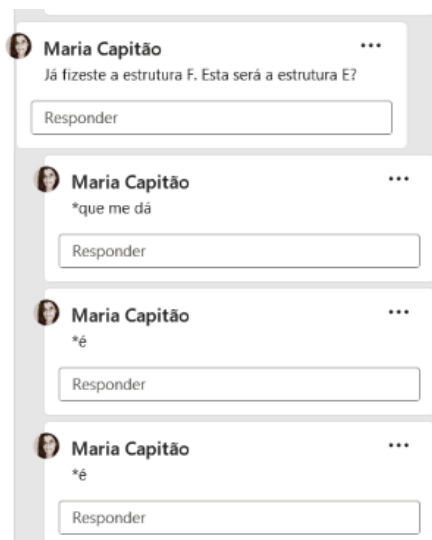 Maria Capitão
Já fizeste a estrutura F. Esta será a estrutura E?
Responder
Maria Capitão
*que me dá
Responder
Maria Capitão
*é
Responder
Maria Capitão
*é
Responder